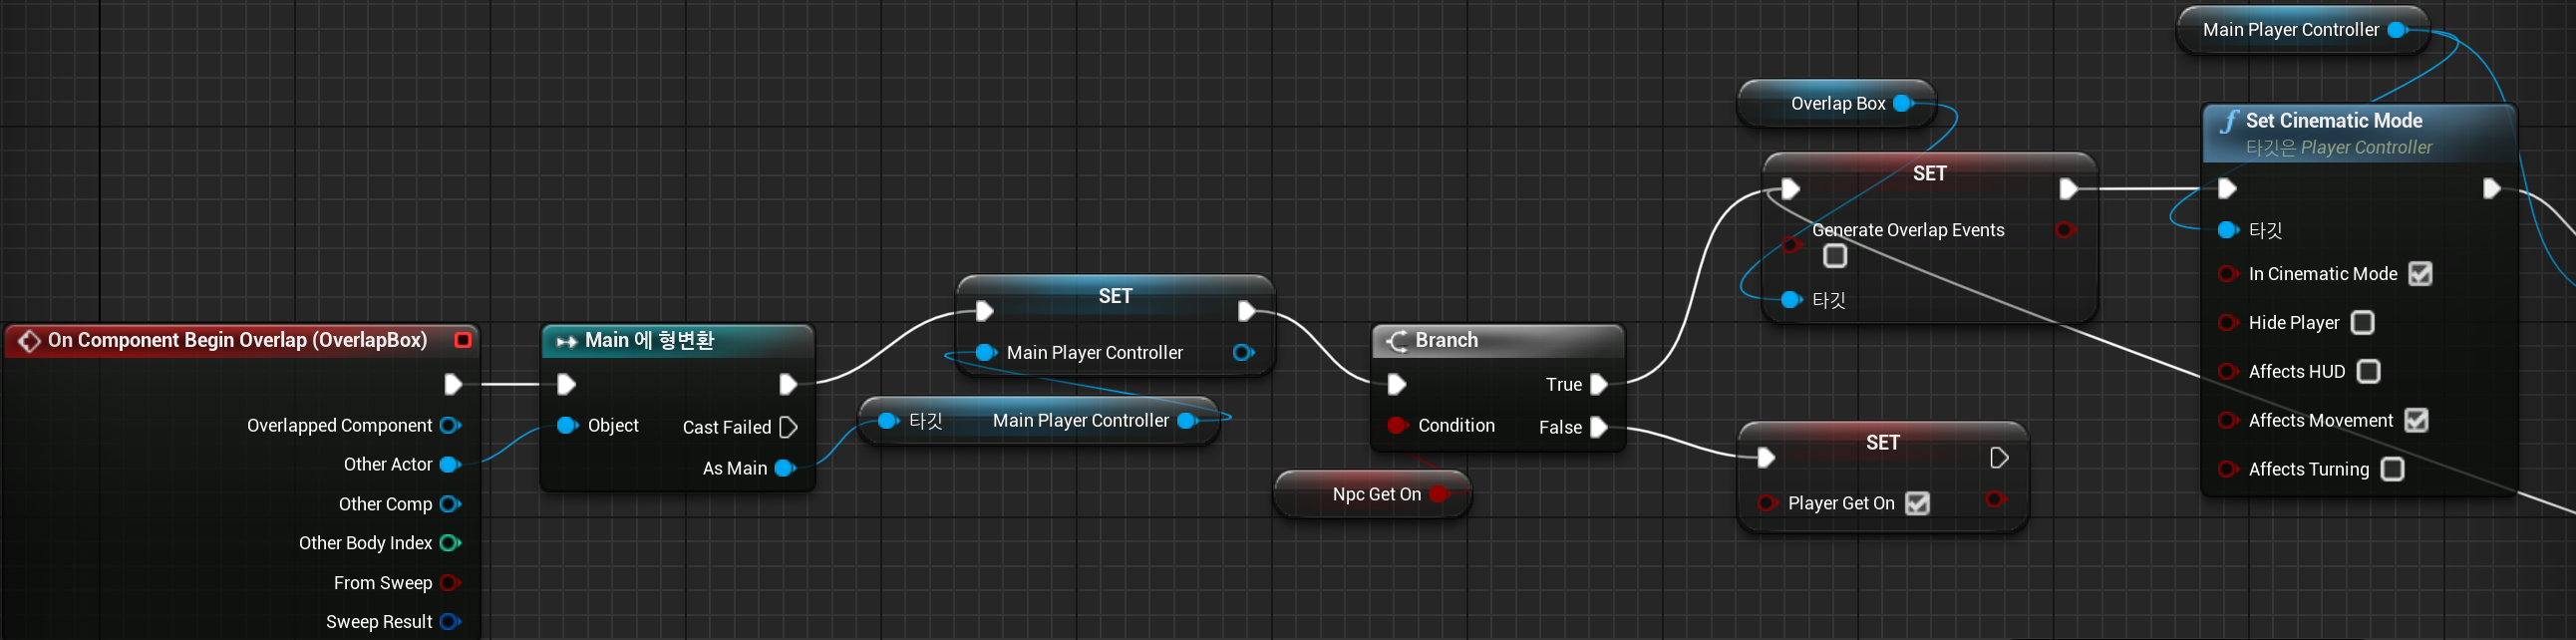 Main Player Controller
Overlap Box
Set Cinematic Mode
타깃은 Player Controller
SET
Generate Overlap Events
타깃
타깃
In Cinematic Mode
Hide Player
Affects HUD
Affects Movement
Affects Turning
SET
Main Player Controller
타깃 Main Player Controller
On Component Begin Overlap (OverlapBox)
Overlapped Component
Other Actor
Other Comp
Other Body Index
From Sweep
Sweep Result
Main 에 형변환
Object
Cast Failed
As Main
Branch
True
Condition
False
Npc Get On
SET
Player Get On